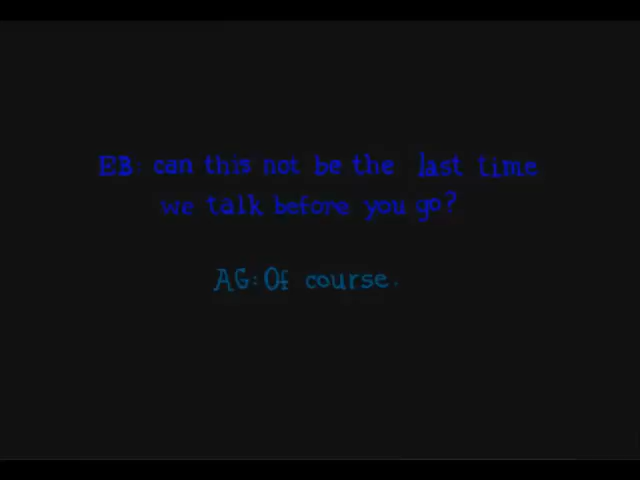 EB: can this not be the last time
we talk before you go?
AG: Of course.